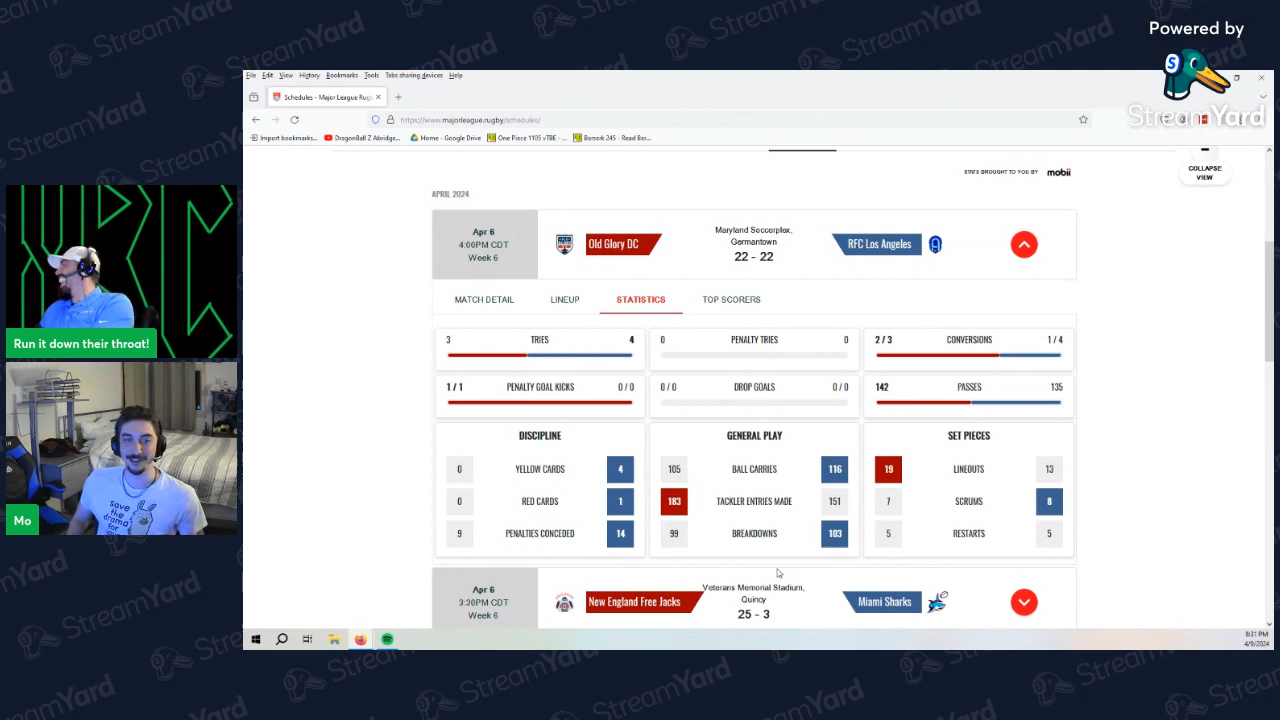 Powered by
StreamYard
File Edit View History Bookmarks Tools Tabs sharing devices Help
Schedules - Major League Rug
https://www.majorleague.rugby/schedules/
Import bookmarks... DragonBall Z Abridge... Home - Google Drive One Piece 1105 vTBE - ... Berserk 245 - Read Ber...
STATS BROUGHT TO YOU BY mobii
COLLAPSE
VIEW
APRIL 2024
Apr 6
4:00PM CDT
Week 6
Old Glory DC
Maryland Soccerplex,
Germantown
22 - 22
RFC Los Angeles
MATCH DETAIL LINEUP STATISTICS TOP SCORERS
3 TRIES 4
0 PENALTY TRIES 0
2 / 3 CONVERSIONS 1 / 4
1 / 1 PENALTY GOAL KICKS 0 / 0
0 / 0 DROP GOALS 0 / 0
142 PASSES 135
DISCIPLINE
0 YELLOW CARDS 4
0 RED CARDS 1
9 PENALTIES CONCEDED 14
GENERAL PLAY
105 BALL CARRIES 116
183 TACKLER ENTRIES MADE 151
99 BREAKDOWNS 103
SET PIECES
19 LINEOUTS 13
7 SCRUMS 8
5 RESTARTS 5
Apr 6
3:30PM CDT
Week 6
New England Free Jacks
Veterans Memorial Stadium,
Quincy
25 - 3
Miami Sharks
8:31 PM
4/9/2024
Run it down their throat!
save the
drama
Mo